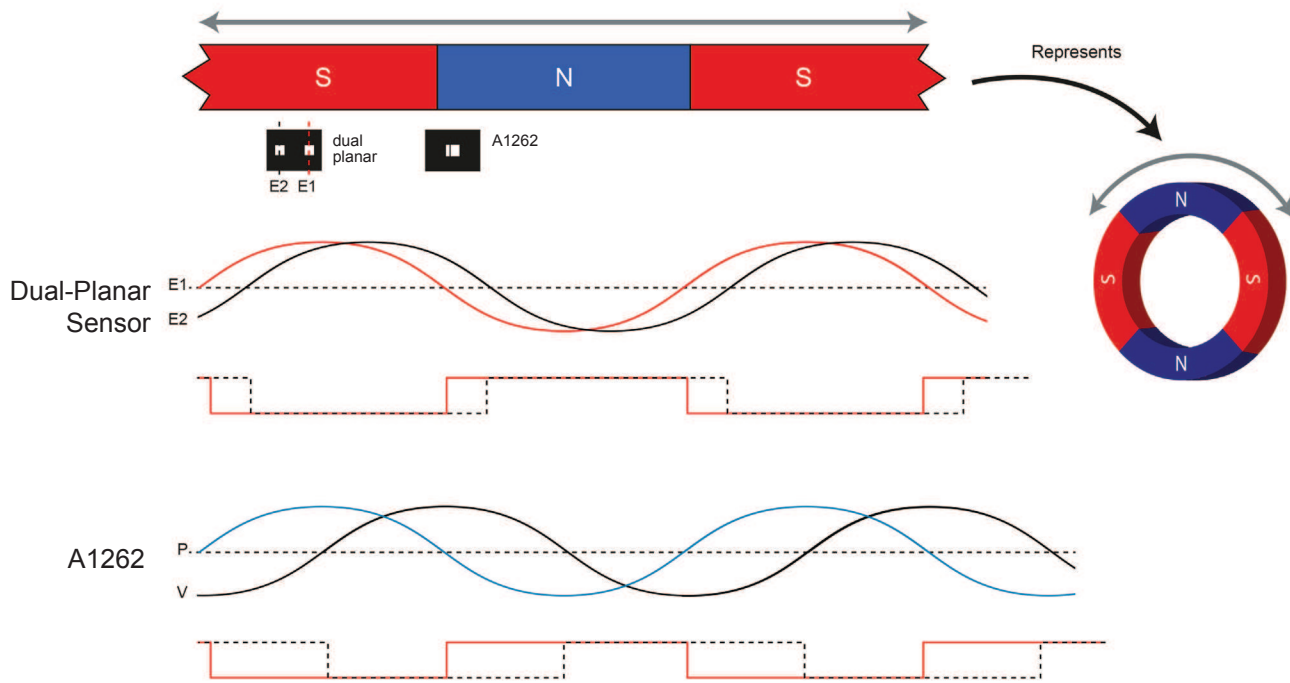 S N S
Represents
dual
planar
A1262
E2 E1
N
S
S
N
Dual-Planar
Sensor
E1
E2
A1262
P
V